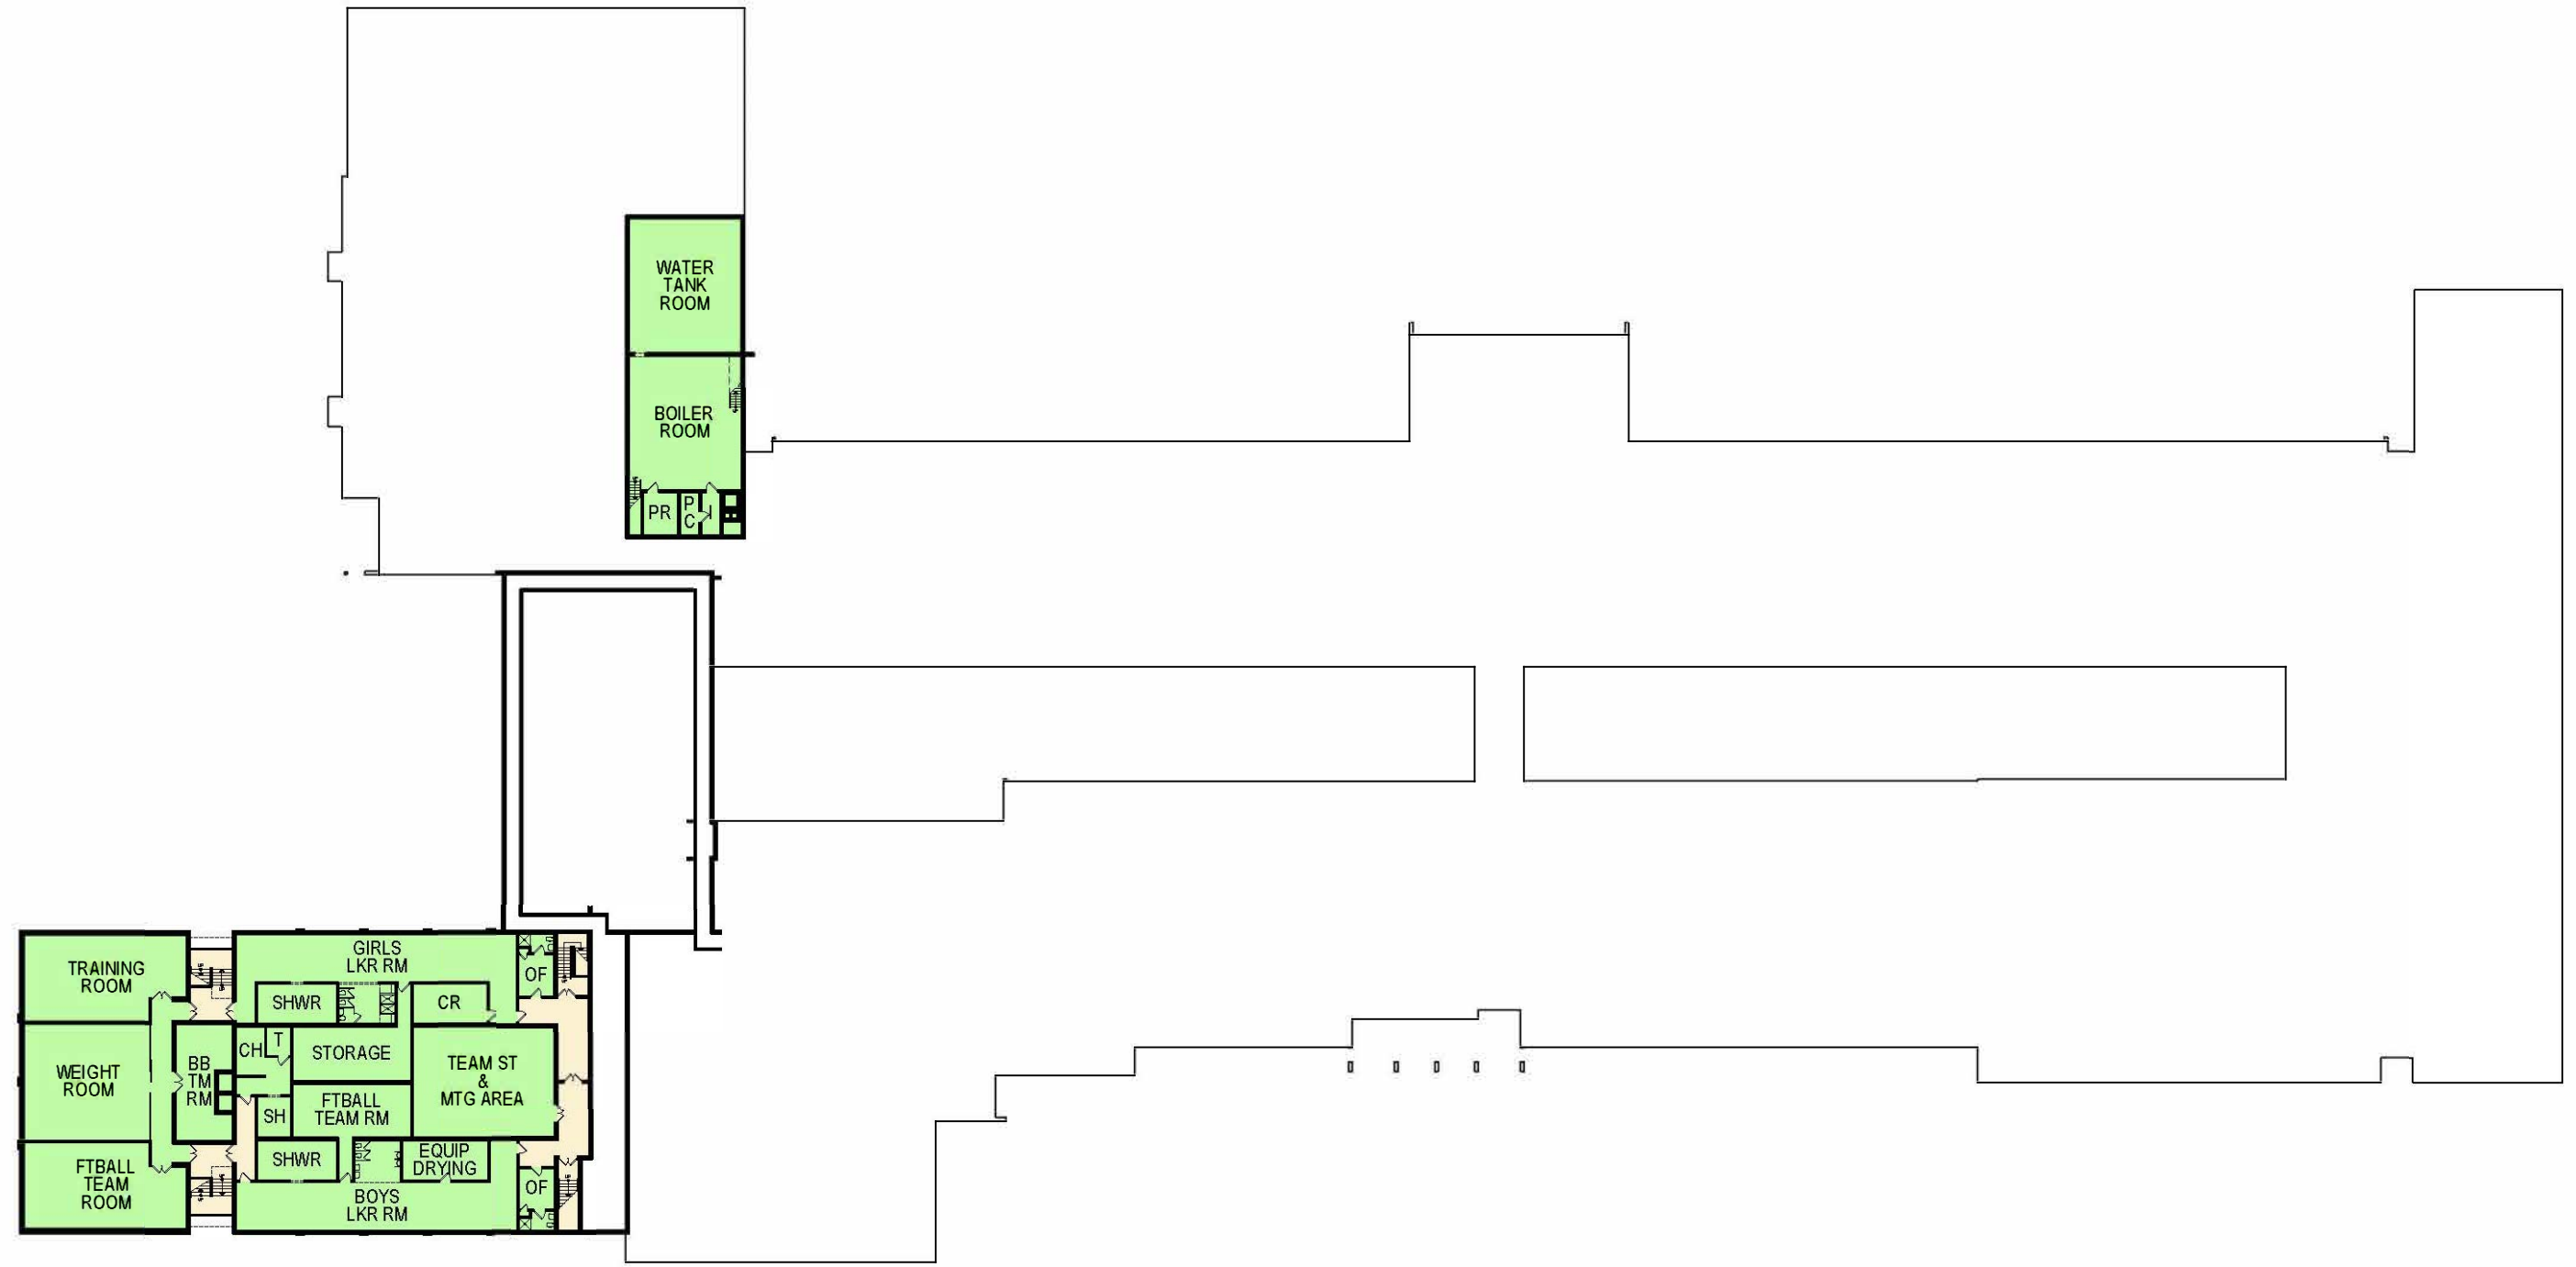 WATER
TANK
ROOM
BOILER
ROOM
PR
P
C
TRAINING
ROOM
WEIGHT
ROOM
FTBALL
TEAM
ROOM
BB
TM
RM
GIRLS
LKR RM
OF
SHWR
CR
CH
T
STORAGE
TEAM ST
&
MTG AREA
SH
FTBALL
TEAM RM
SHWR
EQUIP
DRYING
OF
BOYS
LKR RM